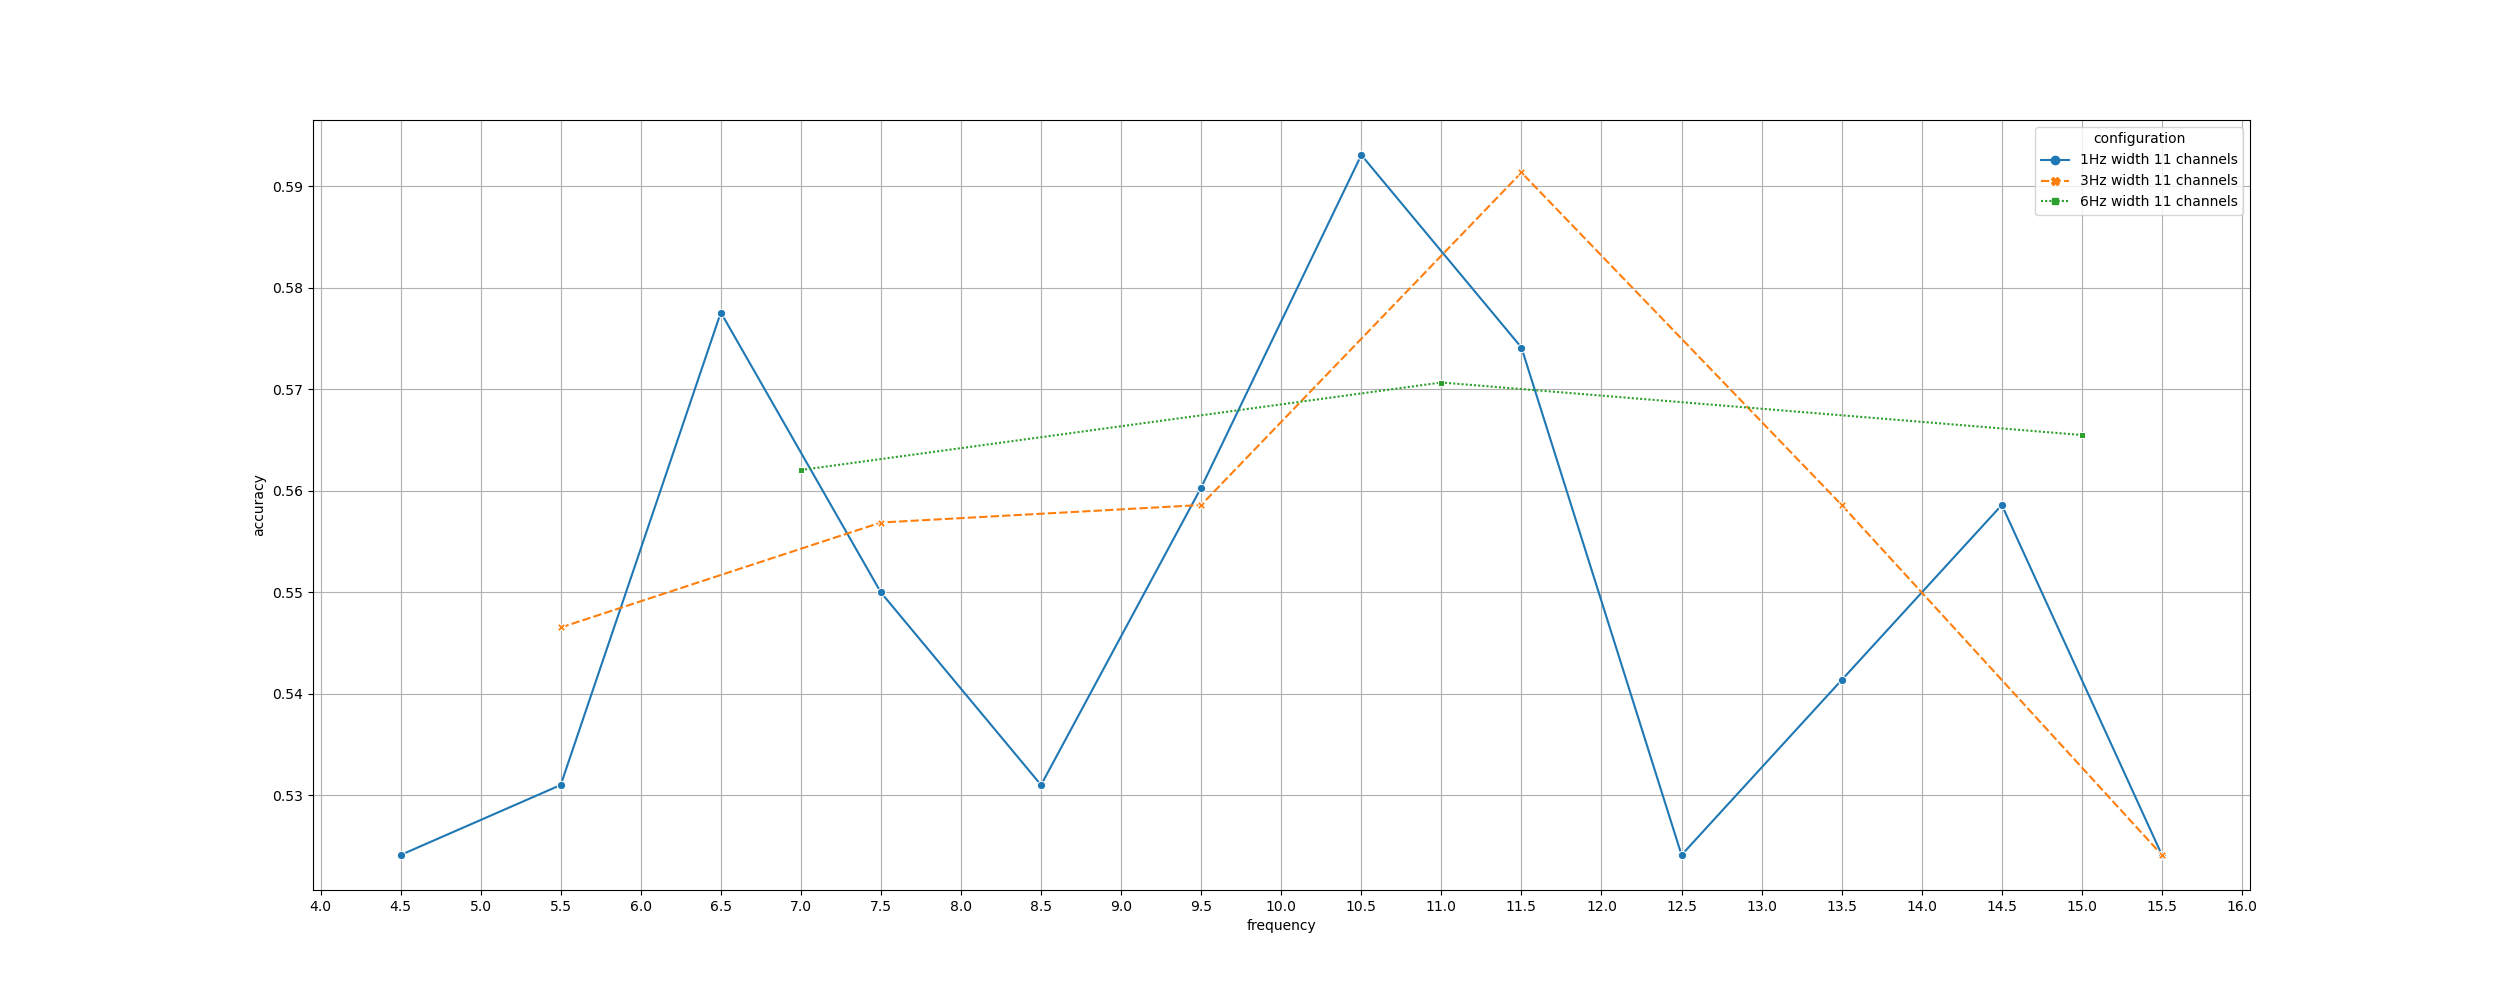 configuration
1Hz width 11 channels
3Hz width 11 channels
6Hz width 11 channels
0.59
0.58
0.57
0.56
0.55
0.54
0.53
accuracy
4.0 4.5 5.0 5.5 6.0 6.5 7.0 7.5 8.0 8.5 9.0 9.5 10.0 10.5 11.0 11.5 12.0 12.5 13.0 13.5 14.0 14.5 15.0 15.5 16.0
frequency